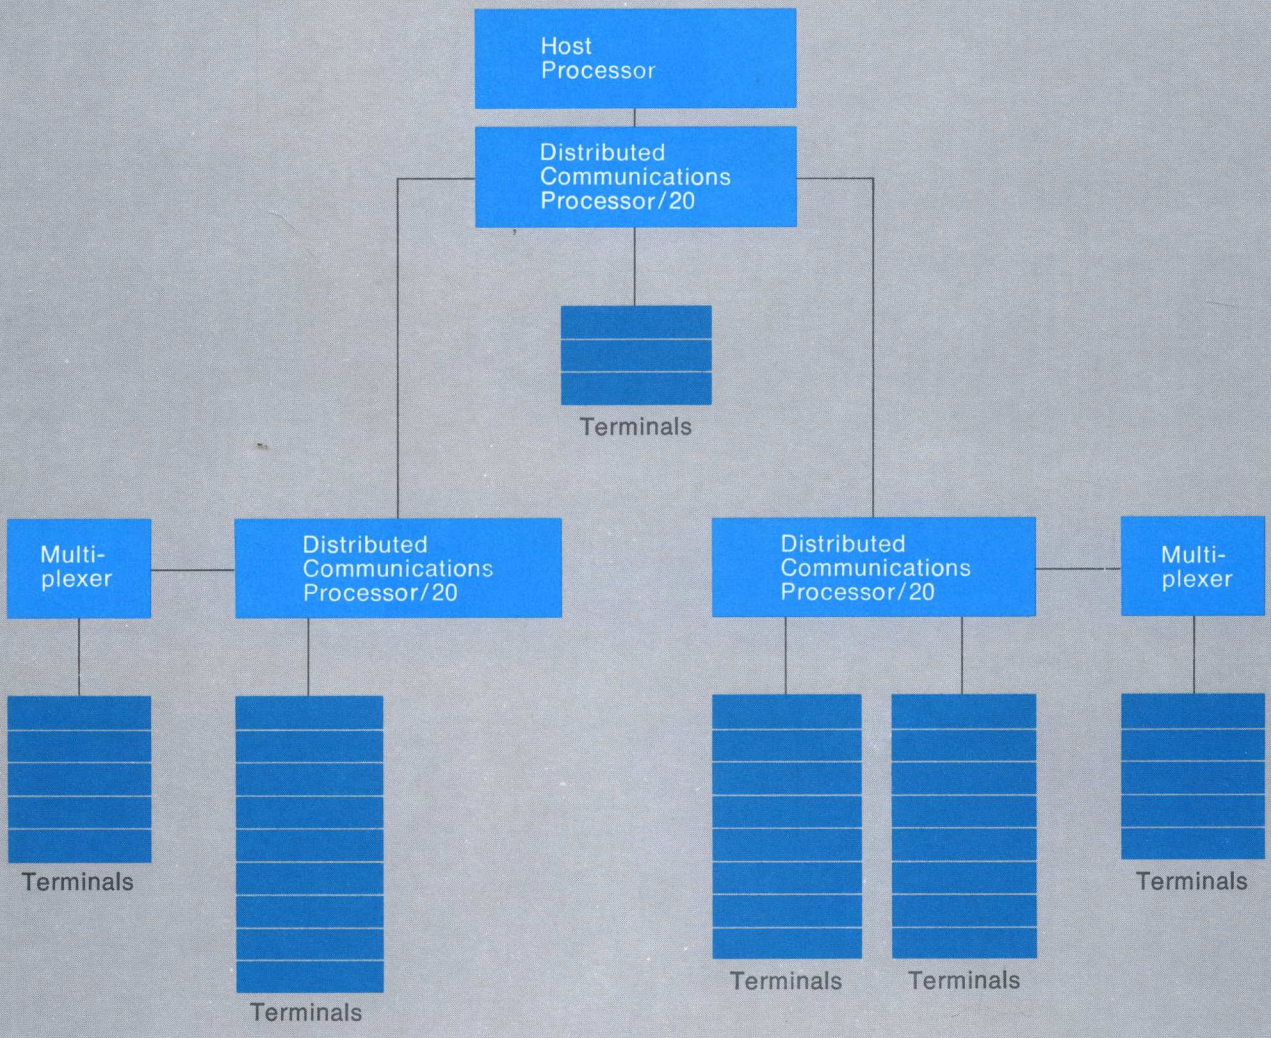 Host
Processor
Distributed
Communications
Processor/20
Terminals
Multi-
plexer
Distributed
Communications
Processor/20
Distributed
Communications
Processor/20
Multi-
plexer
Terminals
Terminals
Terminals
Terminals
Terminals